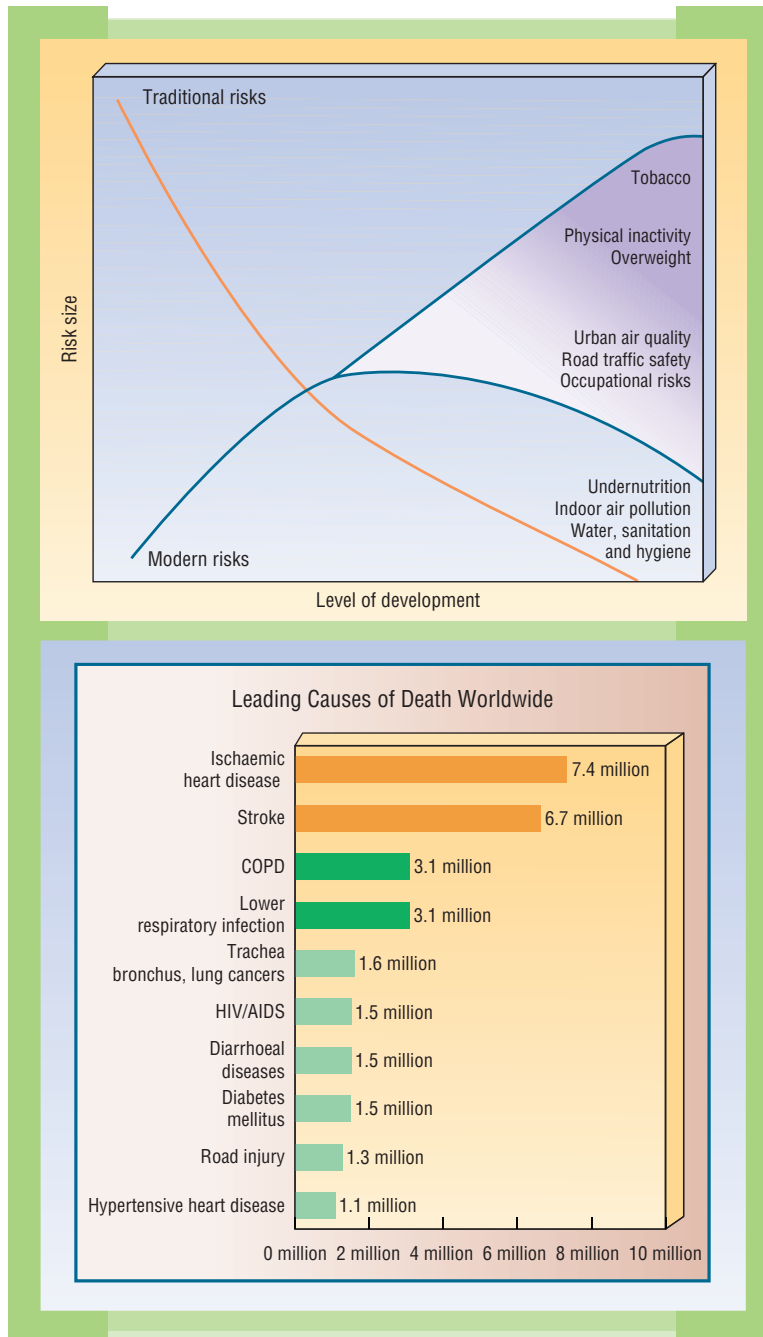 Traditional risks
Tobacco
Physical inactivity
Overweight
Urban air quality
Road traffic safety
Occupational risks
Undernutrition
Indoor air pollution
Water, sanitation
and hygiene
Modern risks
Risk size
Level of development
Leading Causes of Death Worldwide
Ischaemic
heart disease
7.4 million
Stroke
6.7 million
COPD
3.1 million
Lower
respiratory infection
3.1 million
Trachea
bronchus, lung cancers
1.6 million
HIV/AIDS
1.5 million
Diarrhoeal
diseases
1.5 million
Diabetes
mellitus
1.5 million
Road injury
1.3 million
Hypertensive heart disease
1.1 million
0 million 2 million 4 million 6 million 8 million 10 million